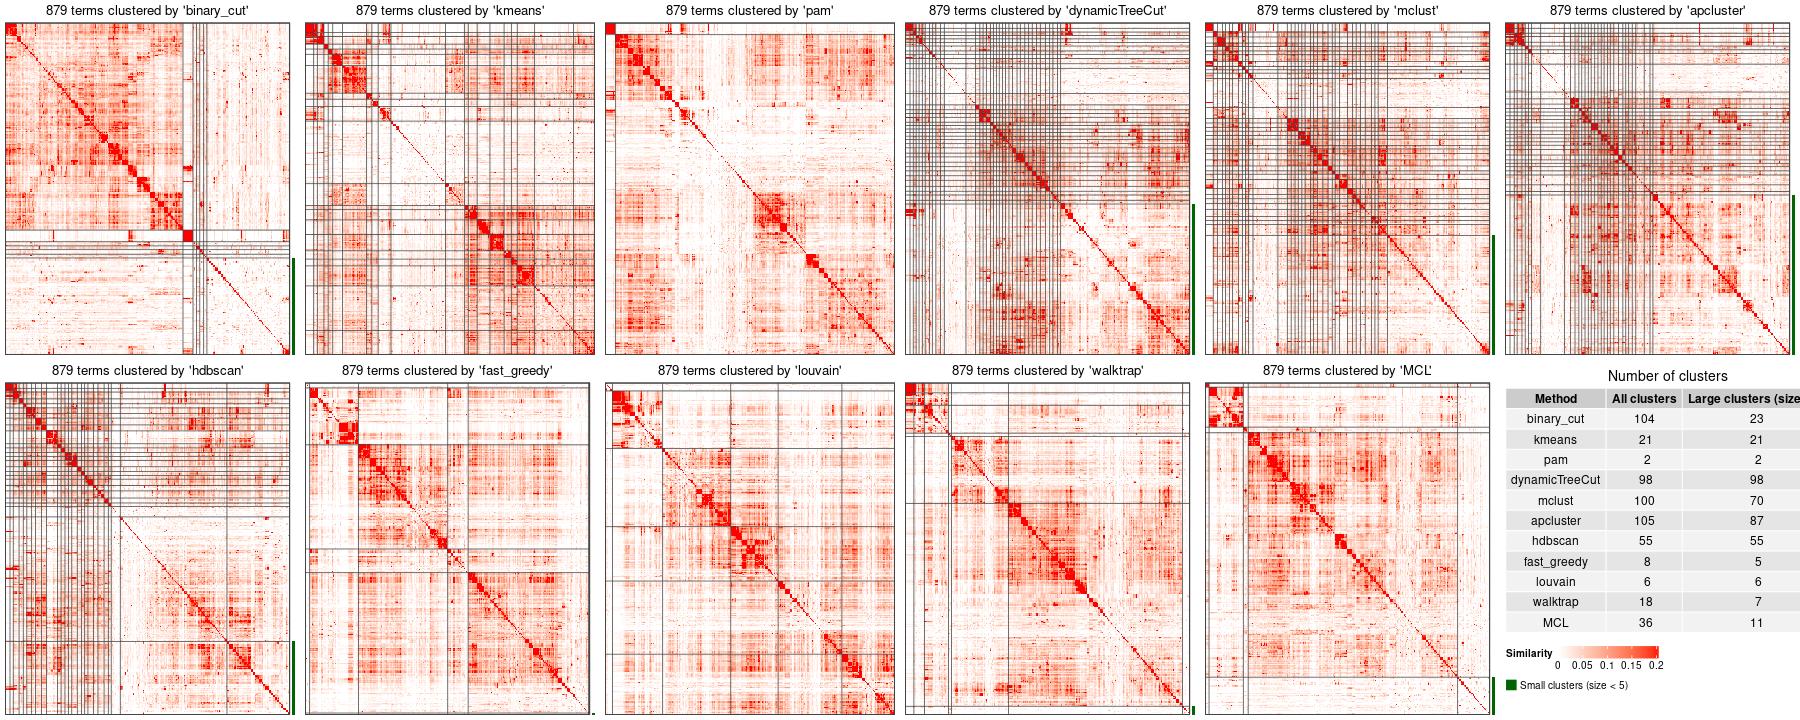 879 terms clustered by 'binary_cut'
879 terms clustered by 'kmeans'
879 terms clustered by 'pam'
879 terms clustered by 'dynamicTreeCut'
879 terms clustered by 'mclust'
879 terms clustered by 'apcluster'
879 terms clustered by 'hdbscan'
879 terms clustered by 'fast_greedy'
879 terms clustered by 'louvain'
879 terms clustered by 'walktrap'
879 terms clustered by 'MCL'
Number of clusters
Method All clusters Large clusters (size
binary_cut 104 23
kmeans 21 21
pam 2 2
dynamicTreeCut 98 98
mclust 100 70
apcluster 105 87
hdbscan 55 55
fast_greedy 8 5
louvain 6 6
walktrap 18 7
MCL 36 11
Similarity
0 0.05 0.1 0.15 0.2
Small clusters (size < 5)